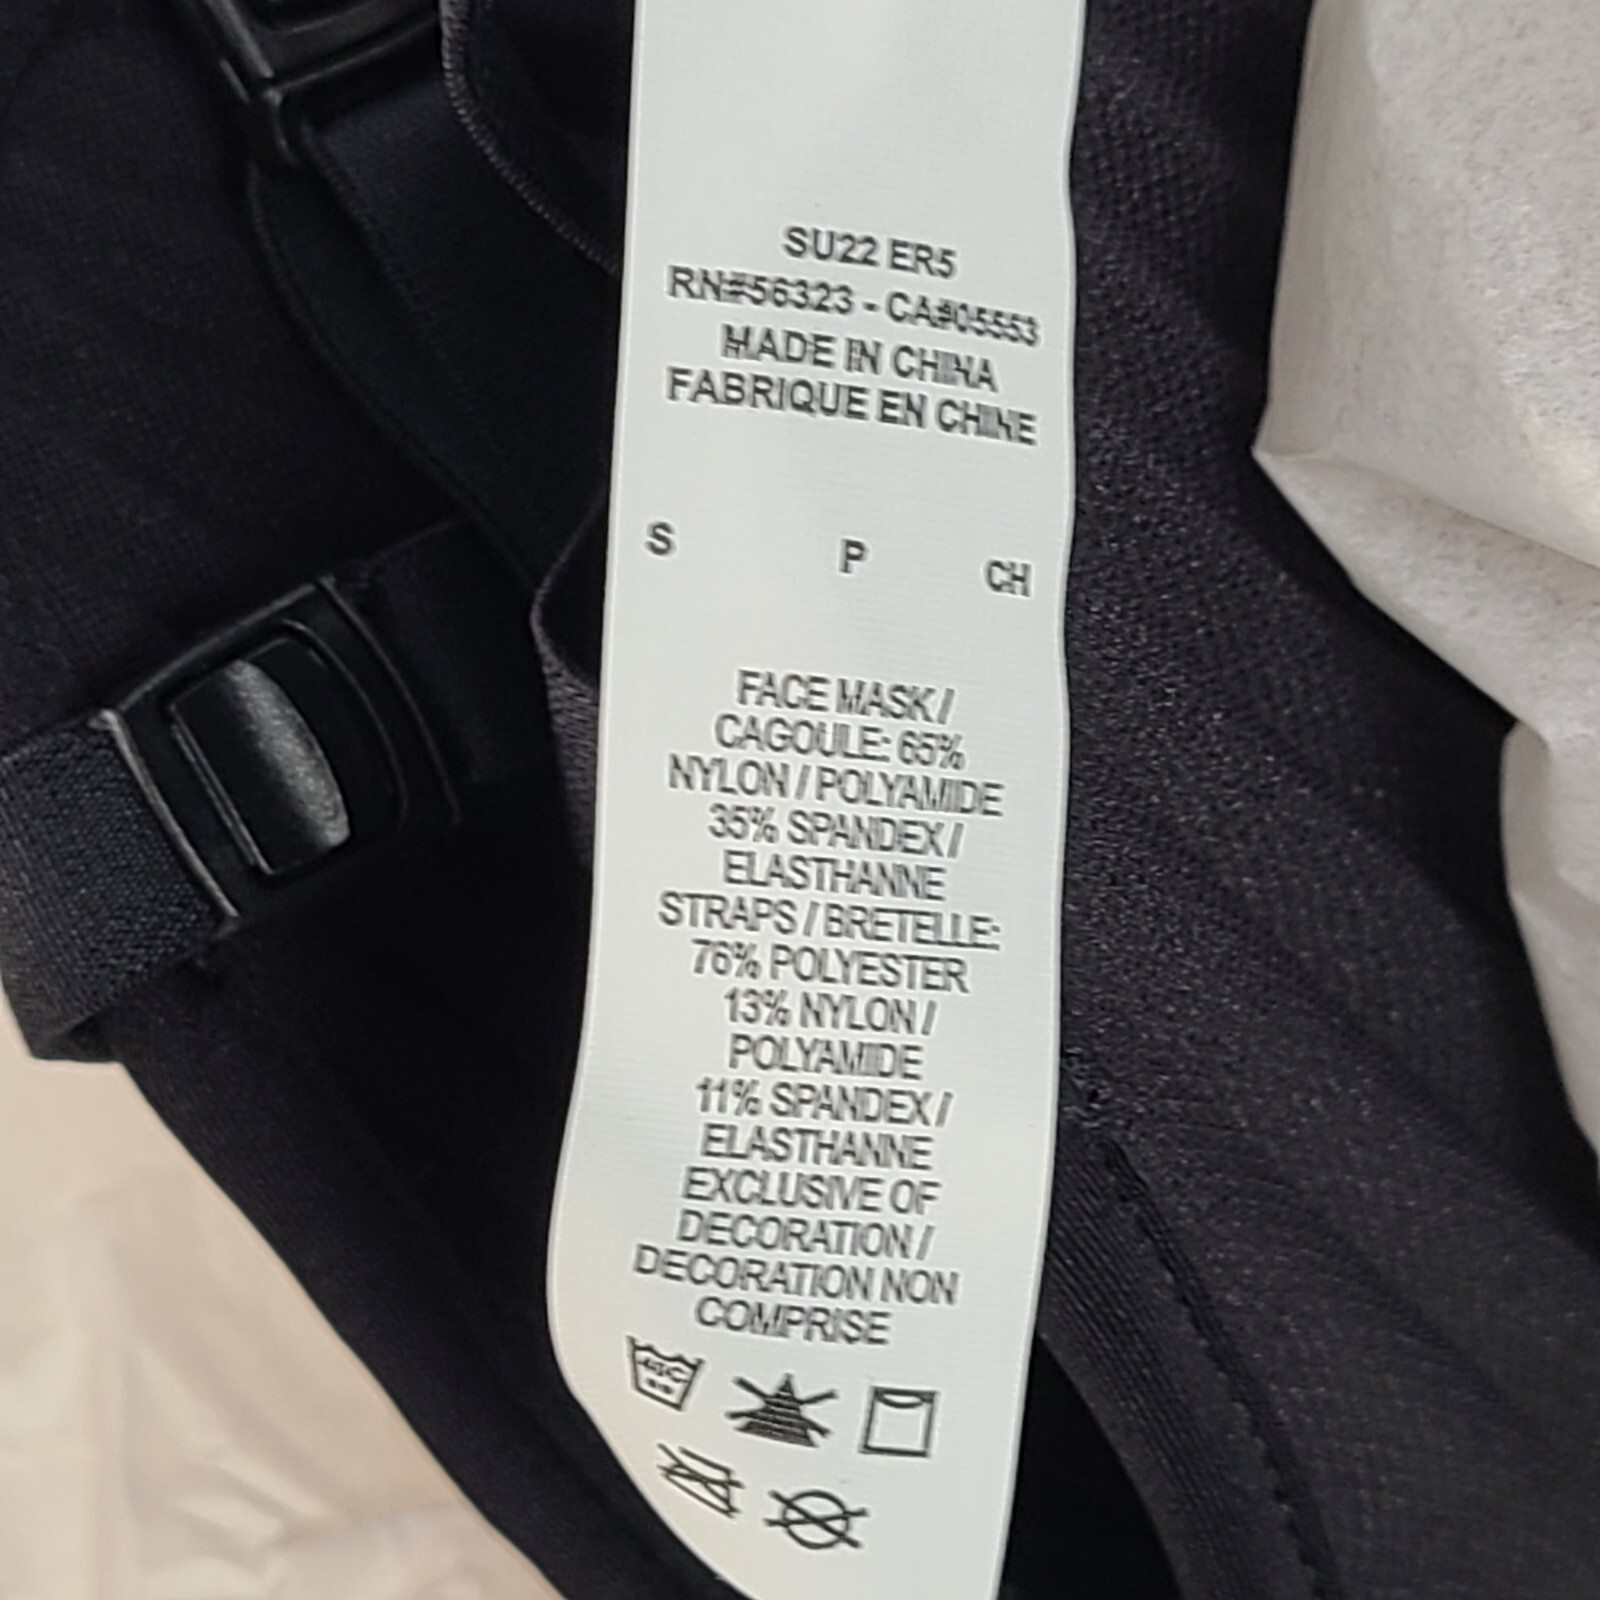 SU22 ER5
RN#56323 - CA#05553
MADE IN CHINA
FABRIQUE EN CHINE
S P CH
FACE MASK /
CAGOULE: 65%
NYLON / POLYAMIDE
35% SPANDEX /
ELASTHANNE
STRAPS / BRETELLE:
76% POLYESTER
13% NYLON /
POLYAMIDE
11% SPANDEX /
ELASTHANNE
EXCLUSIVE OF
DECORATION /
DECORATION NON
COMPRISE